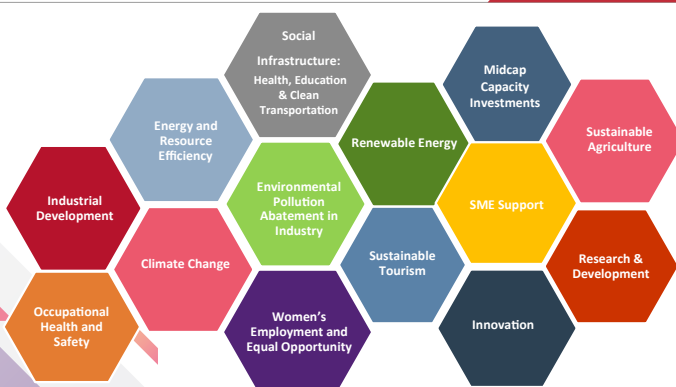 Social
Infrastructure:
Health, Education
& Clean
Transportation
Midcap
Capacity
Investments
Energy and
Resource
Efficiency
Renewable Energy
Sustainable
Agriculture
Industrial
Development
Environmental
Pollution
Abatement in
Industry
SME Support
Climate Change
Sustainable
Tourism
Research &
Development
Occupational
Health and
Safety
Women’s
Employment and
Equal Opportunity
Innovation